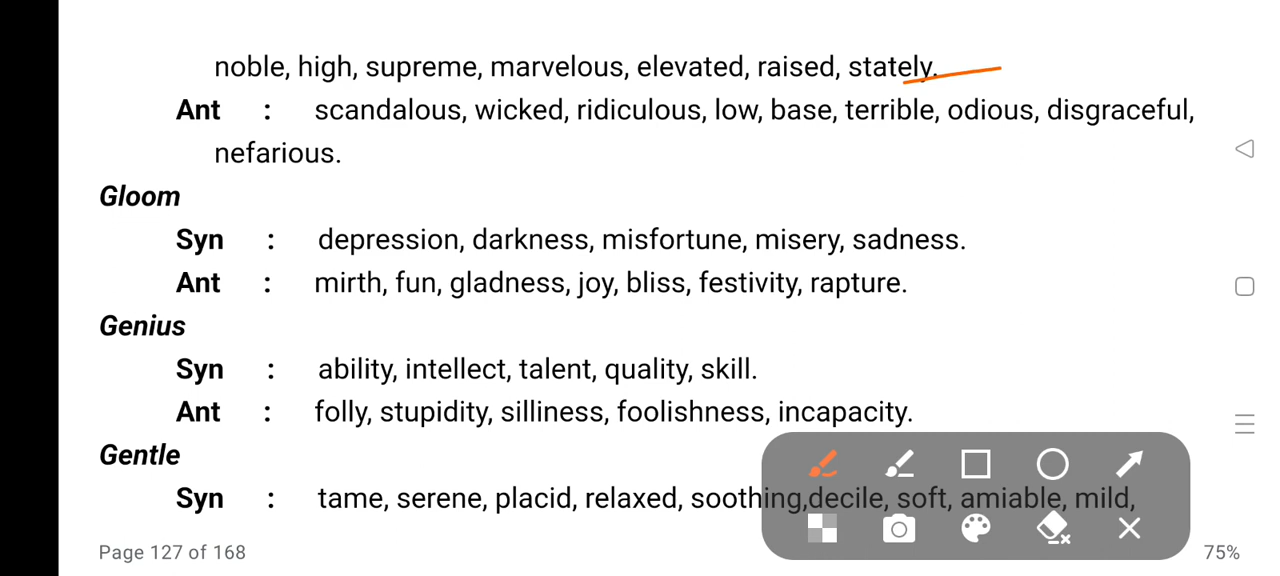 noble, high, supreme, marvelous, elevated, raised, stately.
Ant : scandalous, wicked, ridiculous, low, base, terrible, odious, disgraceful,
nefarious.
Gloom
Syn : depression, darkness, misfortune, misery, sadness.
Ant : mirth, fun, gladness, joy, bliss, festivity, rapture.
Genius
Syn : ability, intellect, talent, quality, skill.
Ant : folly, stupidity, silliness, foolishness, incapacity.
Gentle
Syn : tame, serene, placid, relaxed, soothing,decile, soft, amiable, mild,
Page 127 of 168
75%